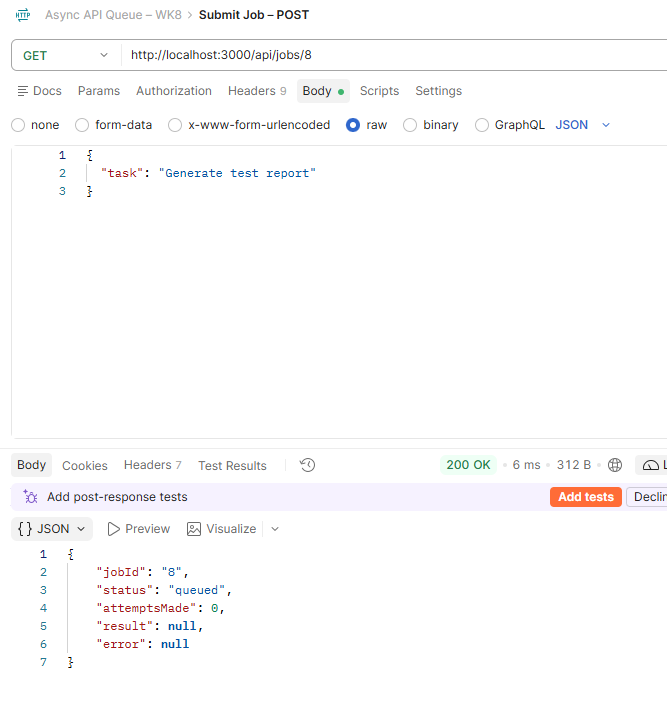 HTTP Async API Queue – WK8 > Submit Job – POST
GET http://localhost:3000/api/jobs/8
Docs Params Authorization Headers 9 Body Scripts Settings
none form-data x-www-form-urlencoded raw binary GraphQL JSON
1 {
2 "task": "Generate test report"
3 }
Body Cookies Headers 7 Test Results 200 OK • 6 ms • 312 B •
Add post-response tests Add tests Declin
{} JSON Preview Visualize
1 {
2 "jobId": "8",
3 "status": "queued",
4 "attemptsMade": 0,
5 "result": null,
6 "error": null
7 }